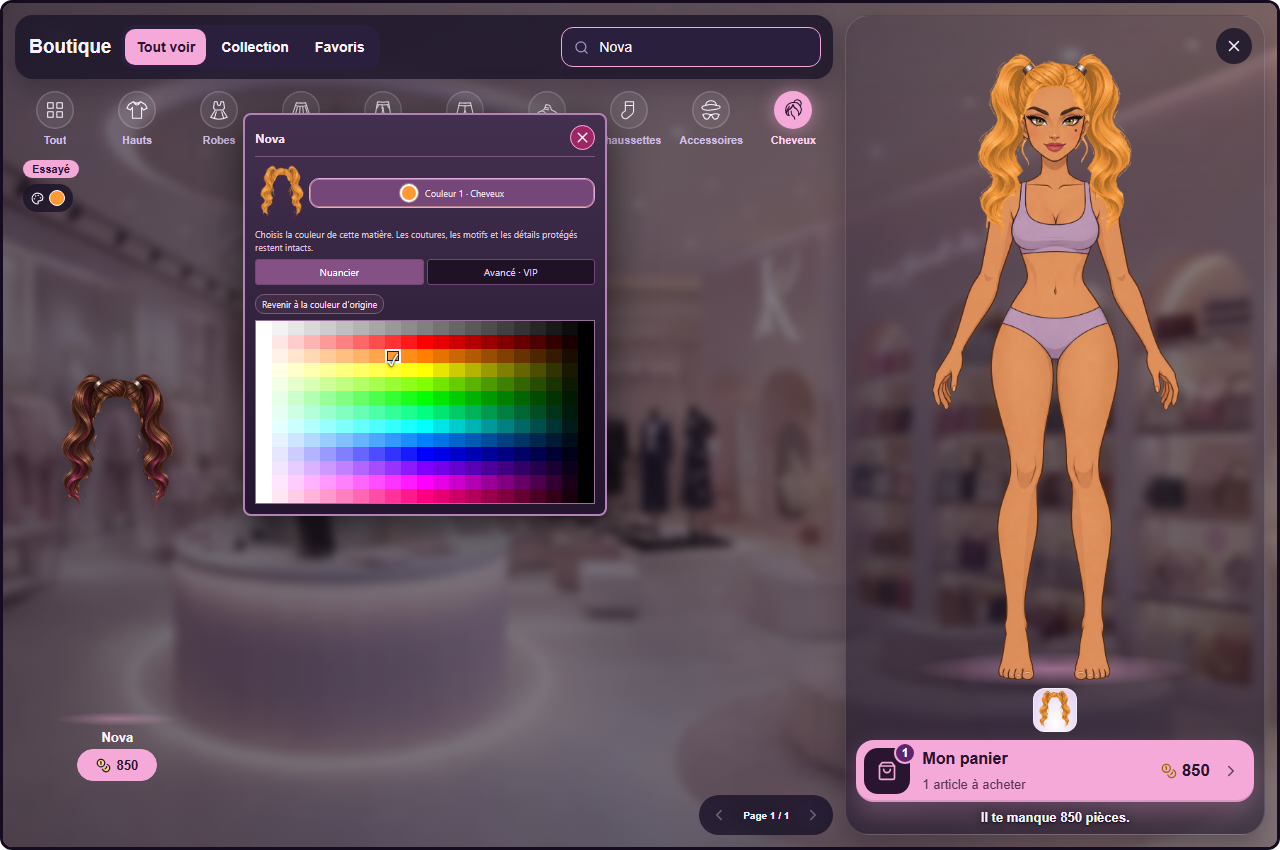 Boutique
Tout voir
Collection
Favoris
Nova
Tout
Hauts
Robes
haussettes
Accessoires
Cheveux
Essayé
Nova
Couleur 1 - Cheveux
Choisis la couleur de cette matière. Les coutures, les motifs et les détails protégés
restent intacts.
Nuancier
Avancé · VIP
Revenir à la couleur d'origine
Nova
850
Page 1 / 1
1
Mon panier
1 article à acheter
850
Il te manque 850 pièces.